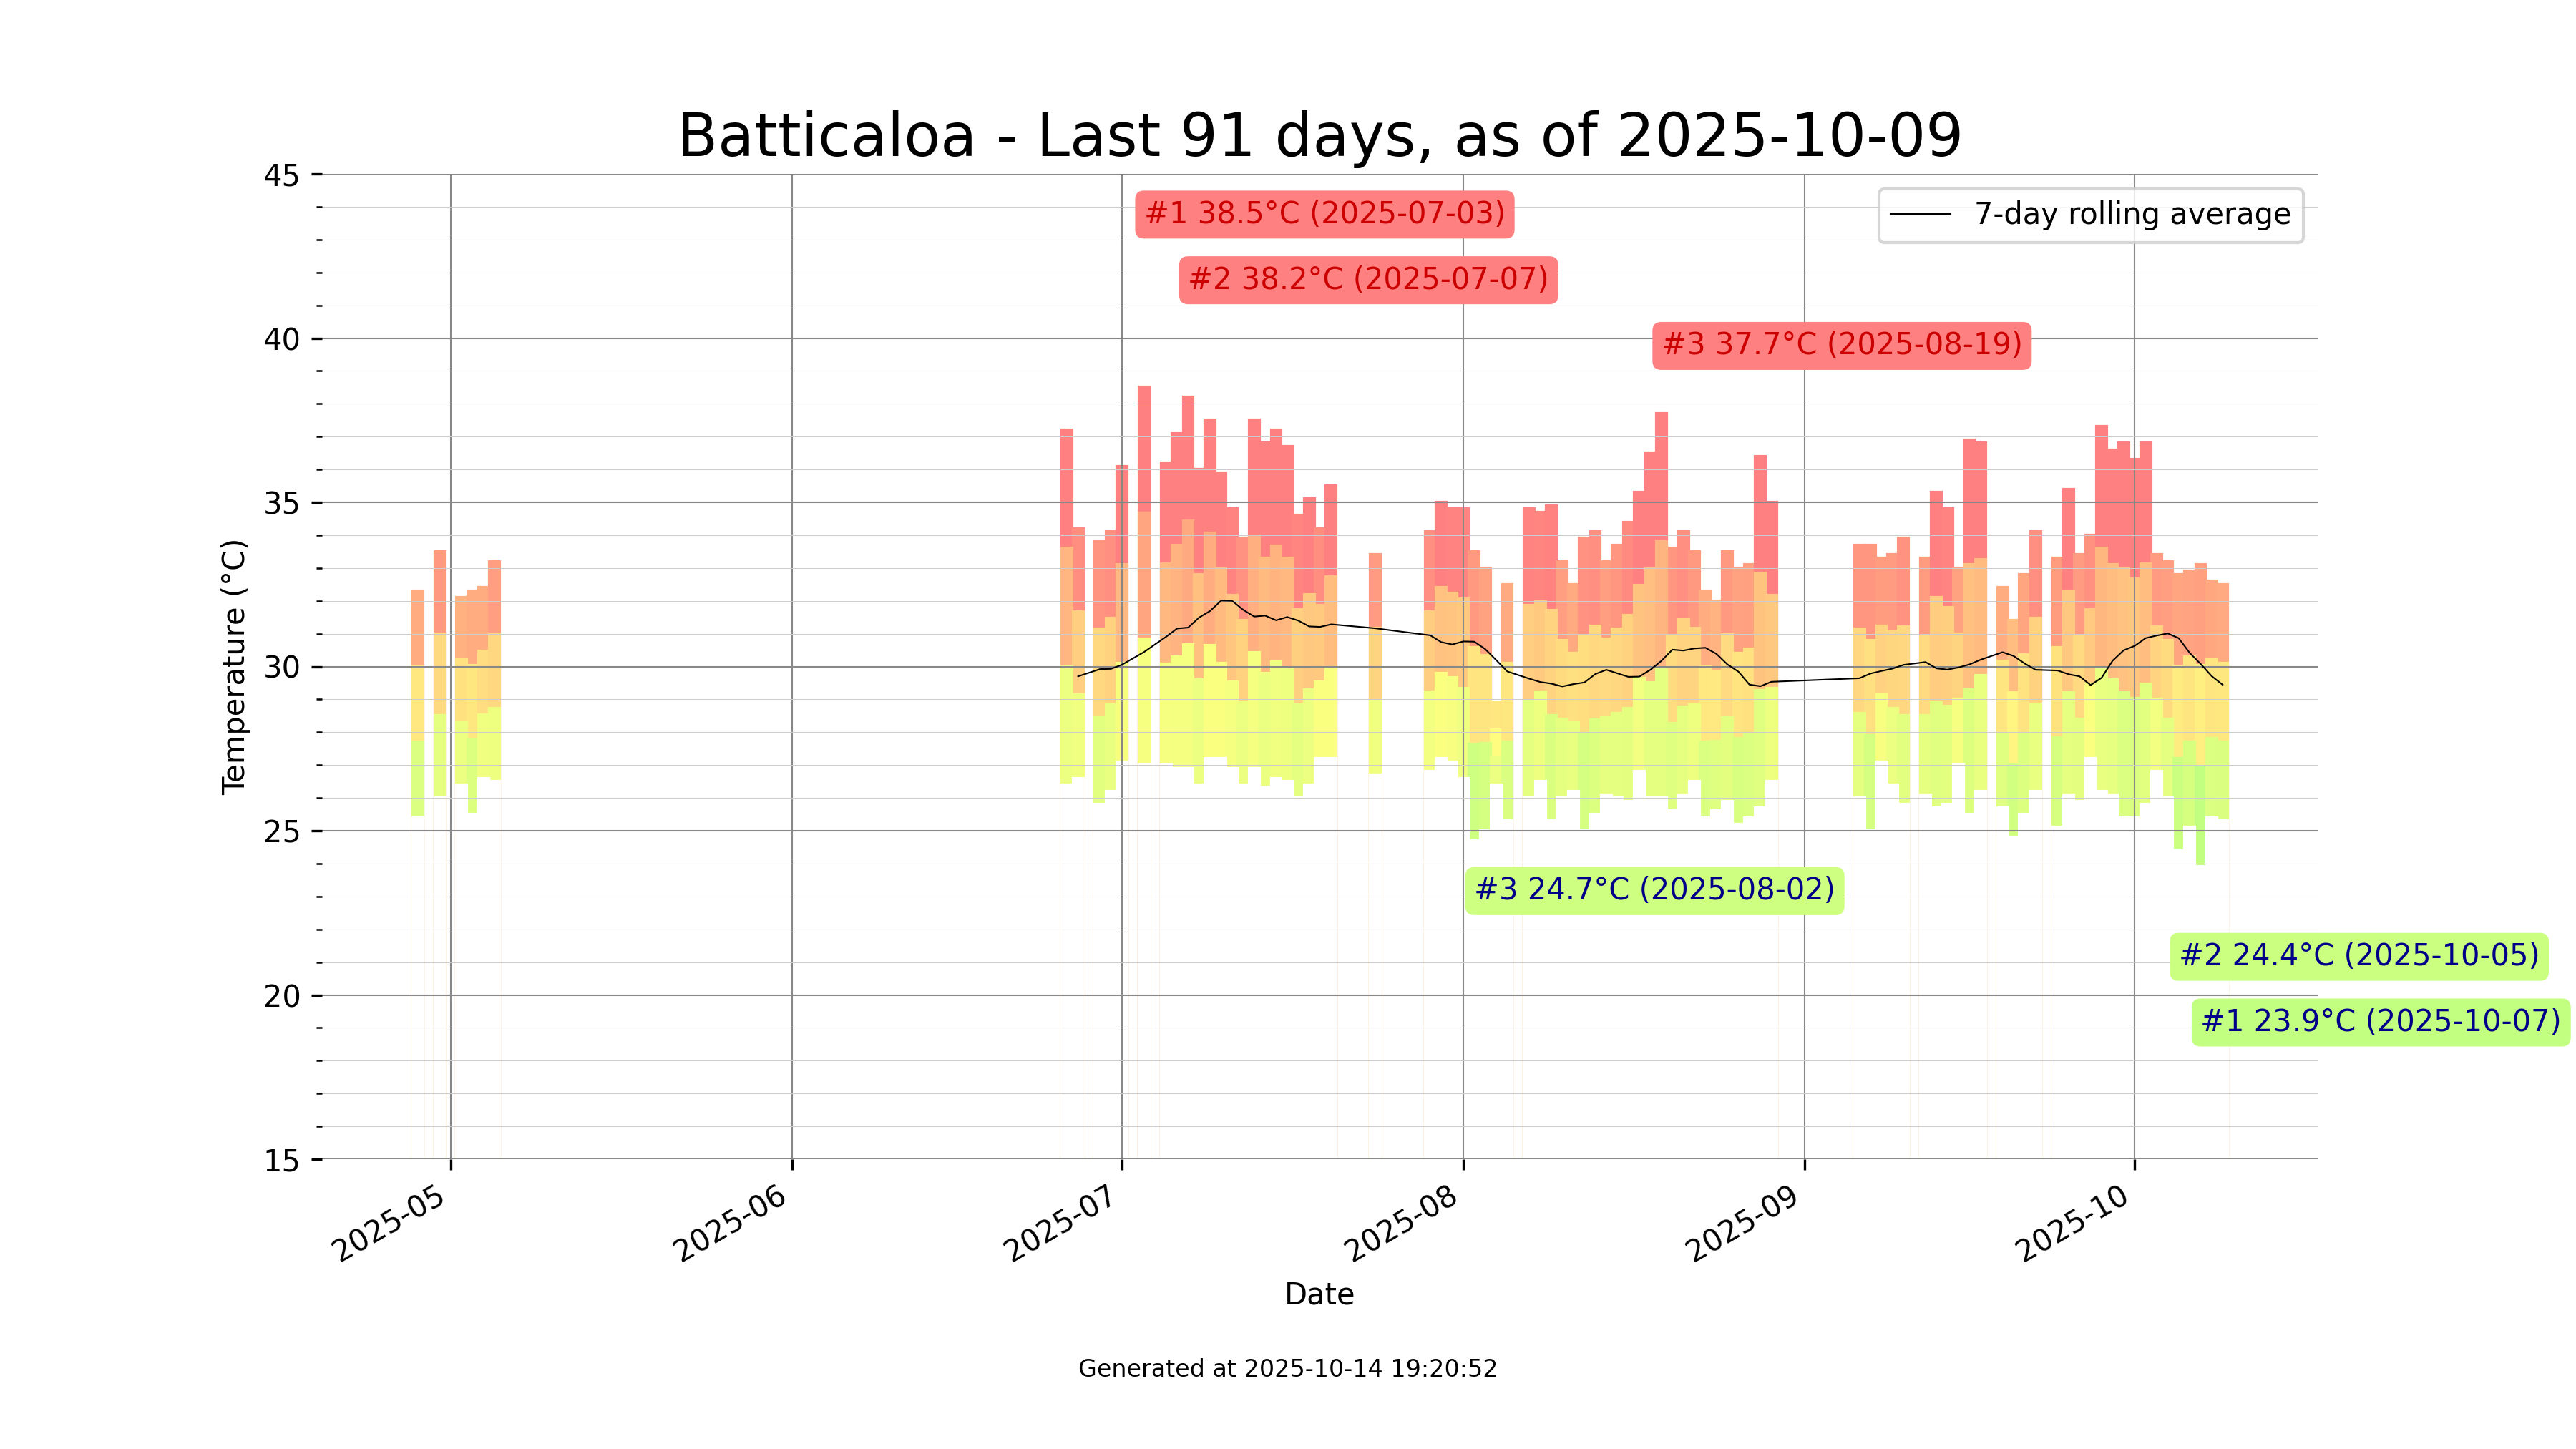 Batticaloa - Last 91 days, as of 2025-10-09
45
40
35
30
25
20
15
Temperature (°C)
#1 38.5°C (2025-07-03)
7-day rolling average
#2 38.2°C (2025-07-07)
#3 37.7°C (2025-08-19)
#3 24.7°C (2025-08-02)
#2 24.4°C (2025-10-05)
#1 23.9°C (2025-10-07)
2025-05
2025-06
2025-07
2025-08
2025-09
2025-10
Date
Generated at 2025-10-14 19:20:52